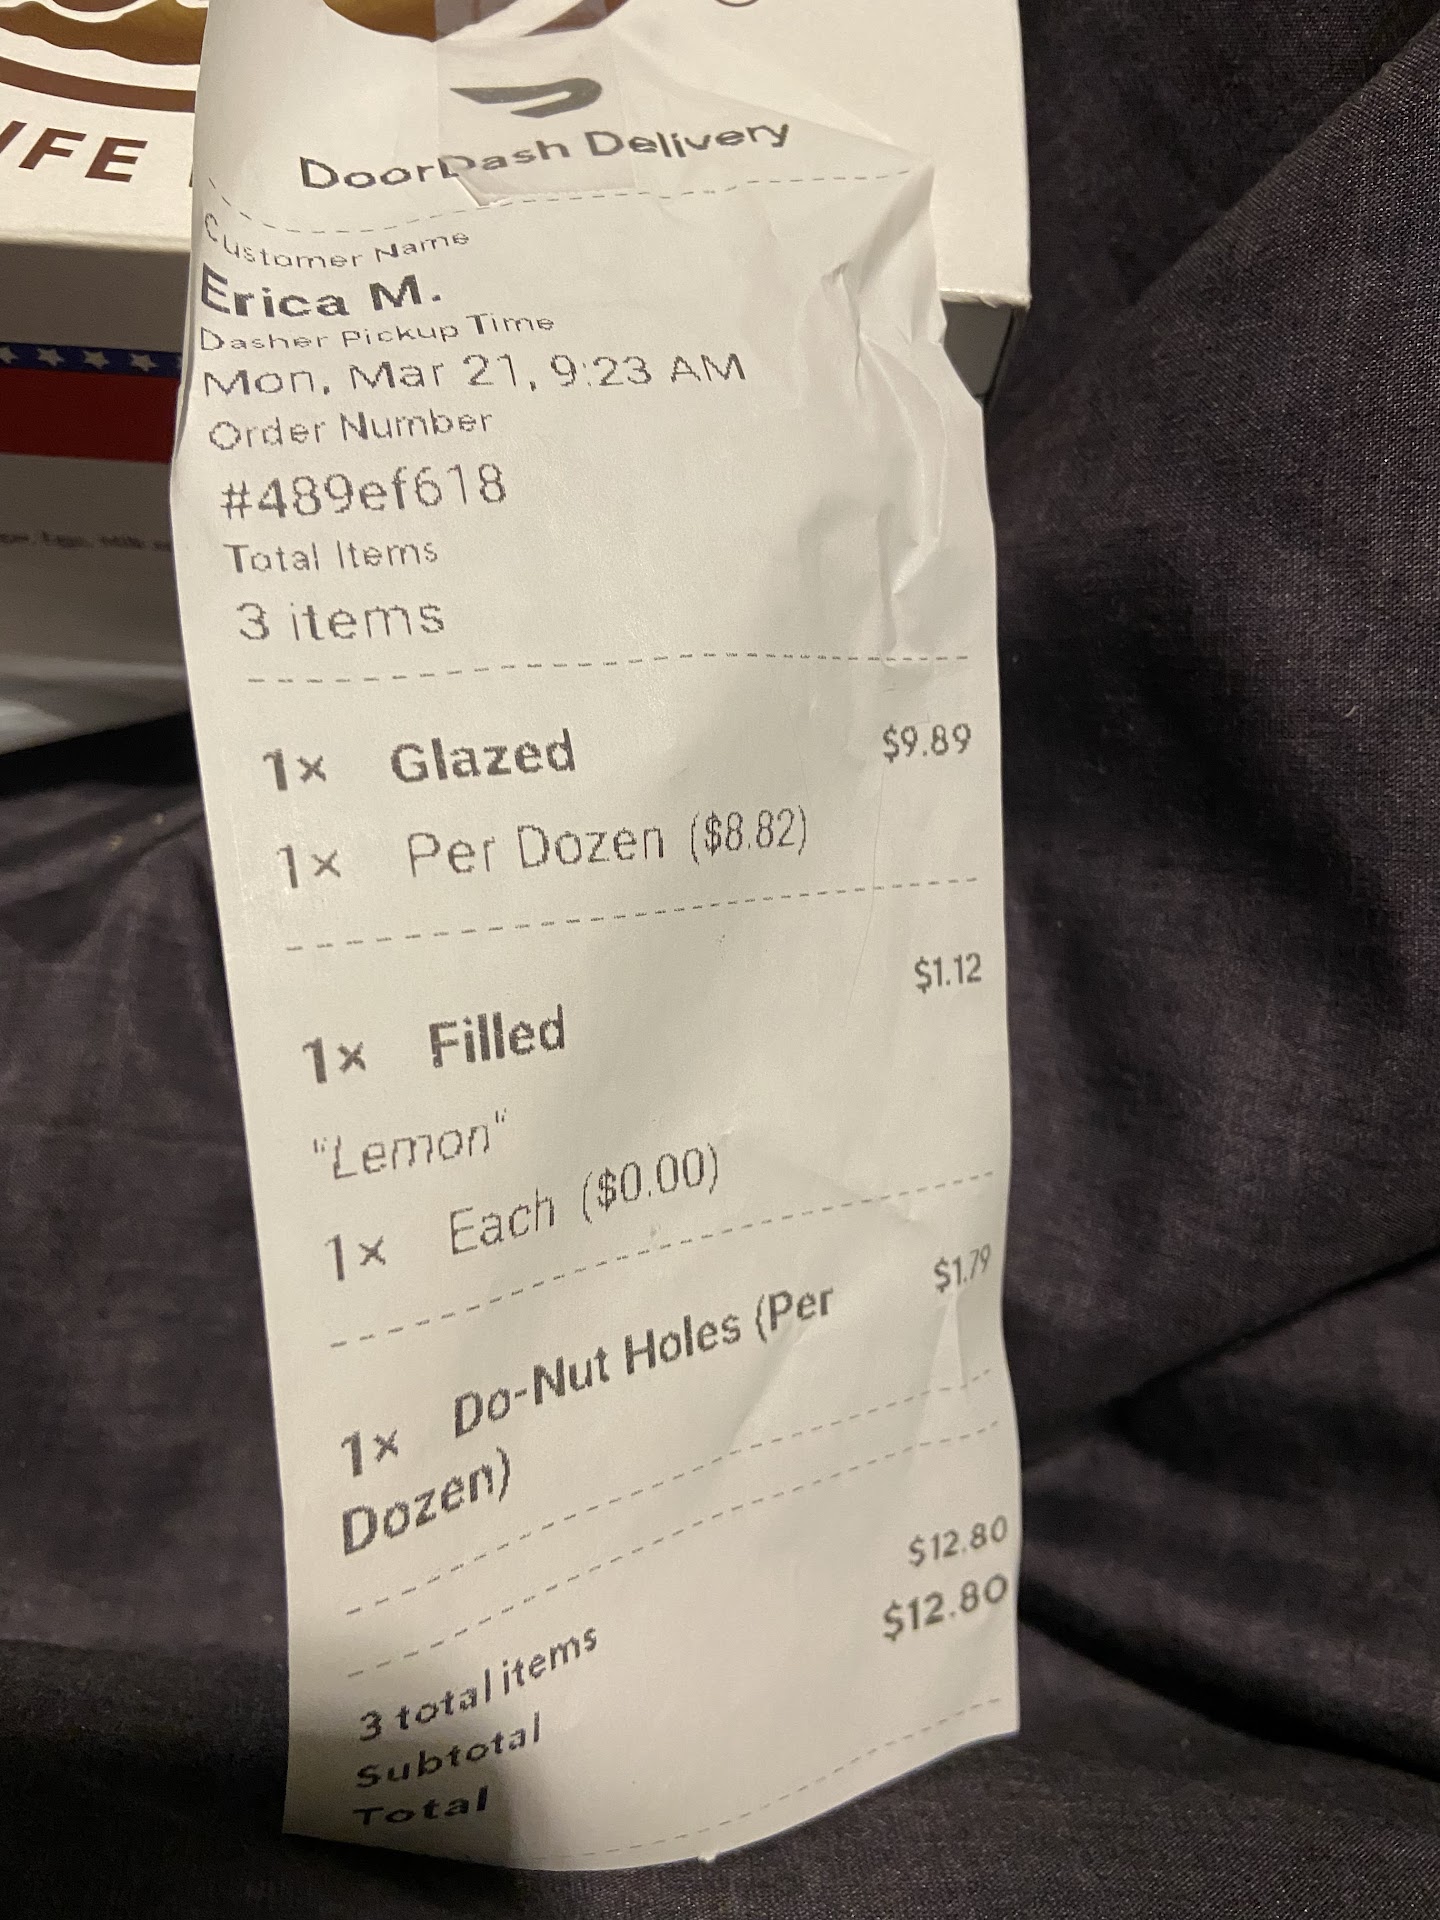 IFE
DoorDash Delivery
Customer Name
Erica M.
Dasher Pickup Time
Mon, Mar 21, 9:23 AM
Order Number
#489ef618
Total Items
3 items
1x Glazed $9.89
1x Per Dozen ($8.82)
1x Filled $1.12
"Lemon"
1x Each ($0.00)
1x Do-Nut Holes (Per $1.79
Dozen)
3 total items
Subtotal $12.80
Total $12.80